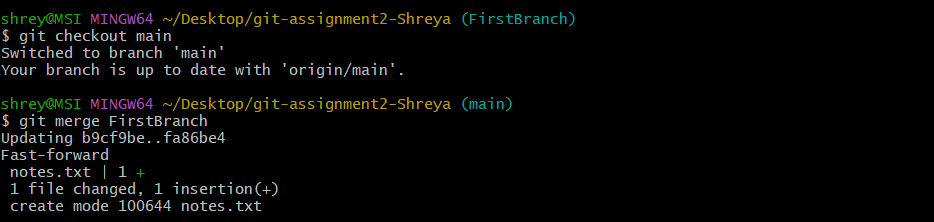 shrey@MSI MINGW64 ~/Desktop/git-assignment2-Shreya (FirstBranch)
$ git checkout main
Switched to branch 'main'
Your branch is up to date with 'origin/main'.
shrey@MSI MINGW64 ~/Desktop/git-assignment2-Shreya (main)
$ git merge FirstBranch
Updating b9cf9be..fa86be4
Fast-forward
 notes.txt | 1 +
 1 file changed, 1 insertion(+)
 create mode 100644 notes.txt